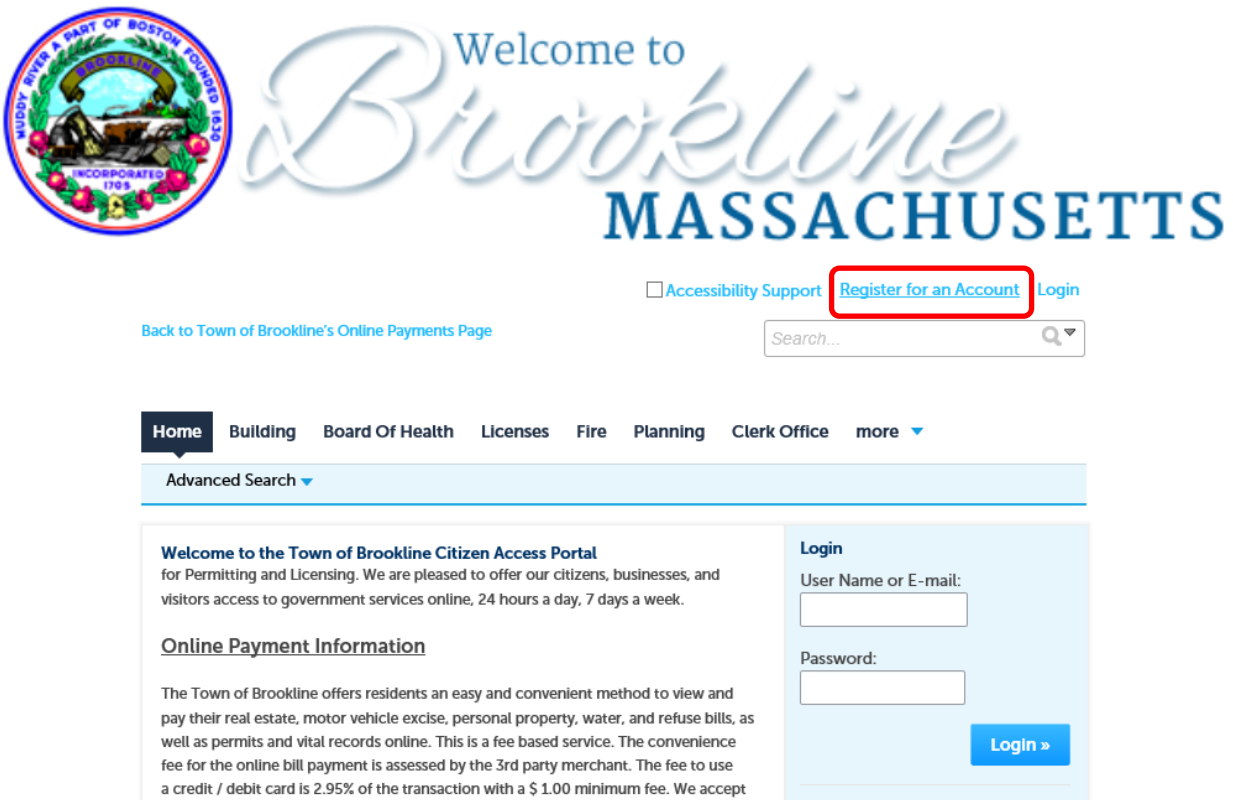 MUDDY RIVER A PART OF BOSTON FOUNDED 1630
BROOKLINE
INCORPORATED
1705
Welcome to
Brookline
MASSACHUSETTS
Accessibility Support Register for an Account Login
Back to Town of Brookline's Online Payments Page
Search...
Home Building Board Of Health Licenses Fire Planning Clerk Office more
Advanced Search
Welcome to the Town of Brookline Citizen Access Portal
for Permitting and Licensing. We are pleased to offer our citizens, businesses, and
visitors access to government services online, 24 hours a day, 7 days a week.
Online Payment Information
The Town of Brookline offers residents an easy and convenient method to view and
pay their real estate, motor vehicle excise, personal property, water, and refuse bills, as
well as permits and vital records online. This is a fee based service. The convenience
fee for the online bill payment is assessed by the 3rd party merchant. The fee to use
a credit / debit card is 2.95% of the transaction with a $ 1.00 minimum fee. We accept
Login
User Name or E-mail:
Password:
Login »